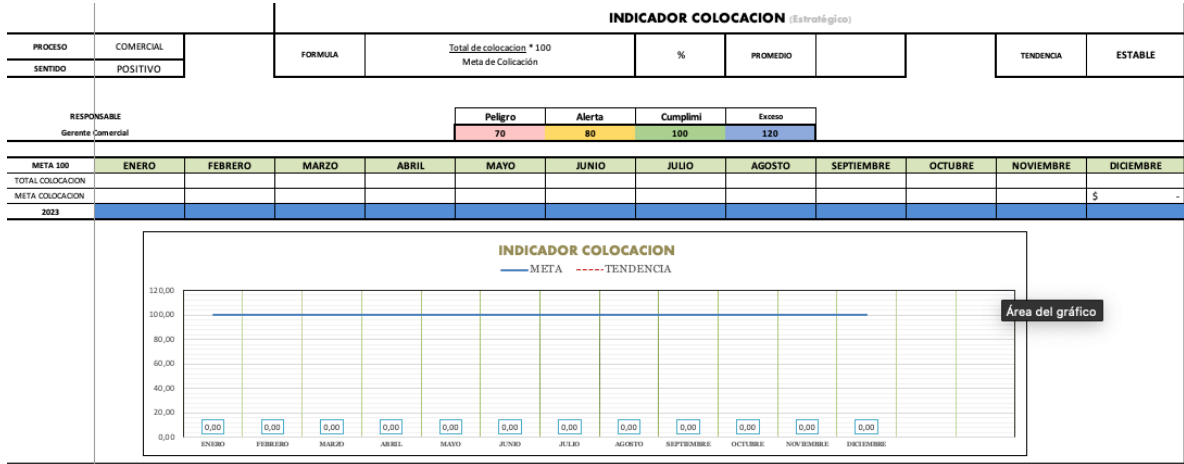 INDICADOR COLOCACION (Estratégico)
PROCESO COMERCIAL FORMULA Total de colocacion * 100 % PROMEDIO TENDENCIA ESTABLE
Meta de Colicación
SENTIDO POSITIVO
RESPONSABLE Peligro Alerta Cumplimi Exceso
Gerente Comercial 70 80 100 120
META 100 ENERO FEBRERO MARZO ABRIL MAYO JUNIO JULIO AGOSTO SEPTIEMBRE OCTUBRE NOVIEMBRE DICIEMBRE
TOTAL COLOCACION
META COLOCACION $ -
2023
INDICADOR COLOCACION
META TENDENCIA
120,00
100,00
Área del gráfico
80,00
60,00
40,00
20,00
0,00 0,00 0,00 0,00 0,00 0,00 0,00 0,00 0,00 0,00 0,00 0,00
0,00
ENERO FEBRERO MARZO ABRIL MAYO JUNIO JULIO AGOSTO SEPTIEMBRE OCTUBRE NOVIEMBRE DICIEMBRE